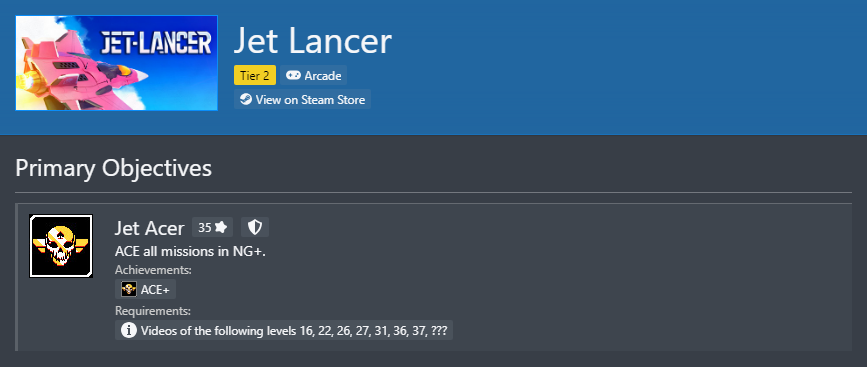 JET-LANCER
Jet Lancer
Tier 2
Arcade
View on Steam Store
Primary Objectives
Jet Acer 35
ACE all missions in NG+.
Achievements:
ACE+
Requirements:
Videos of the following levels 16, 22, 26, 27, 31, 36, 37, ???